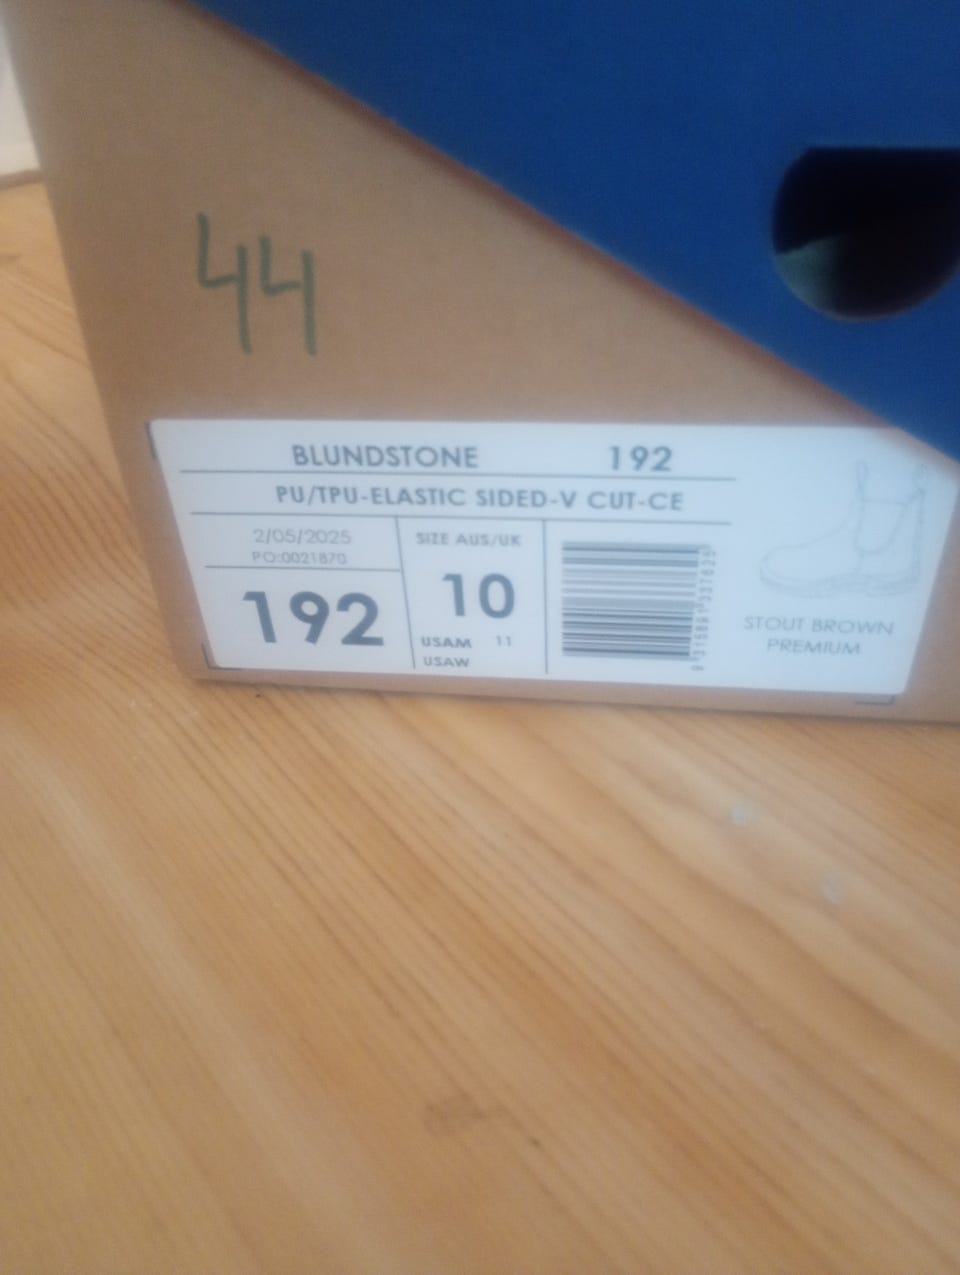 44
BLUNDSTONE 192
PU/TPU-ELASTIC SIDED-V CUT-CE
2/05/2025
PO:0021870
192
SIZE AUS/UK
10
USAM 11
USAW
STOUT BROWN
PREMIUM